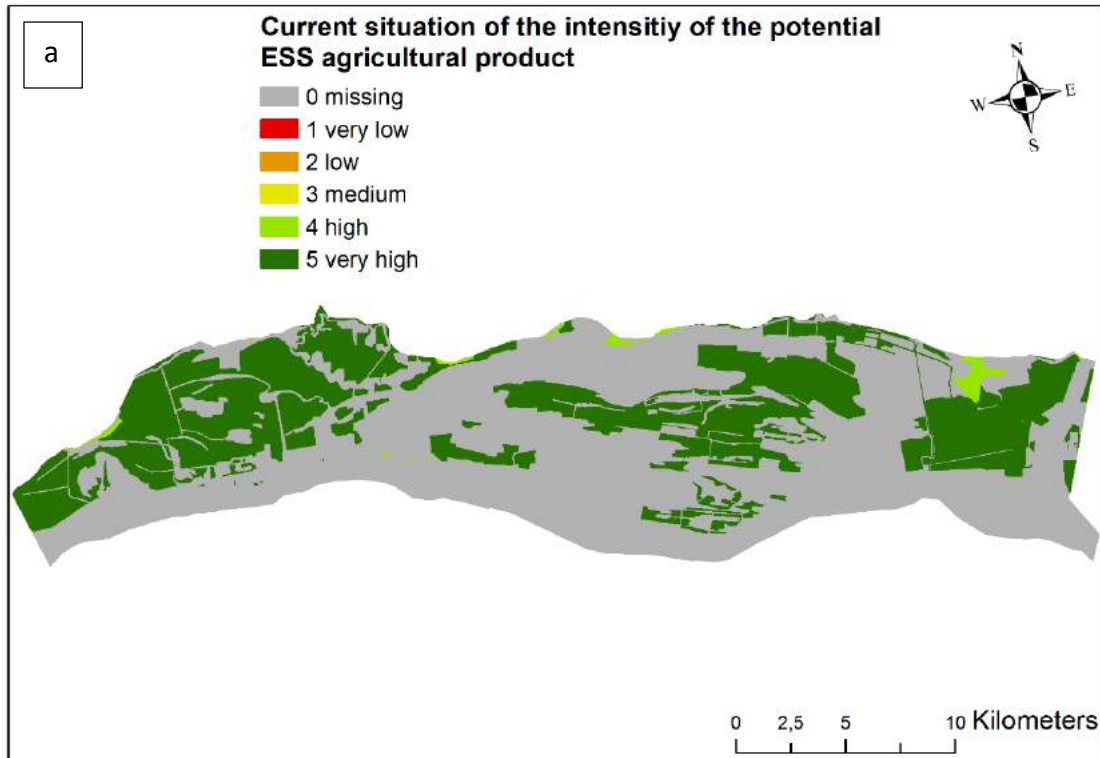 a
Current situation of the intensitiy of the potential
ESS agricultural product
0 missing
1 very low
2 low
3 medium
4 high
5 very high
N
W E
S
0 2,5 5 10 Kilometers